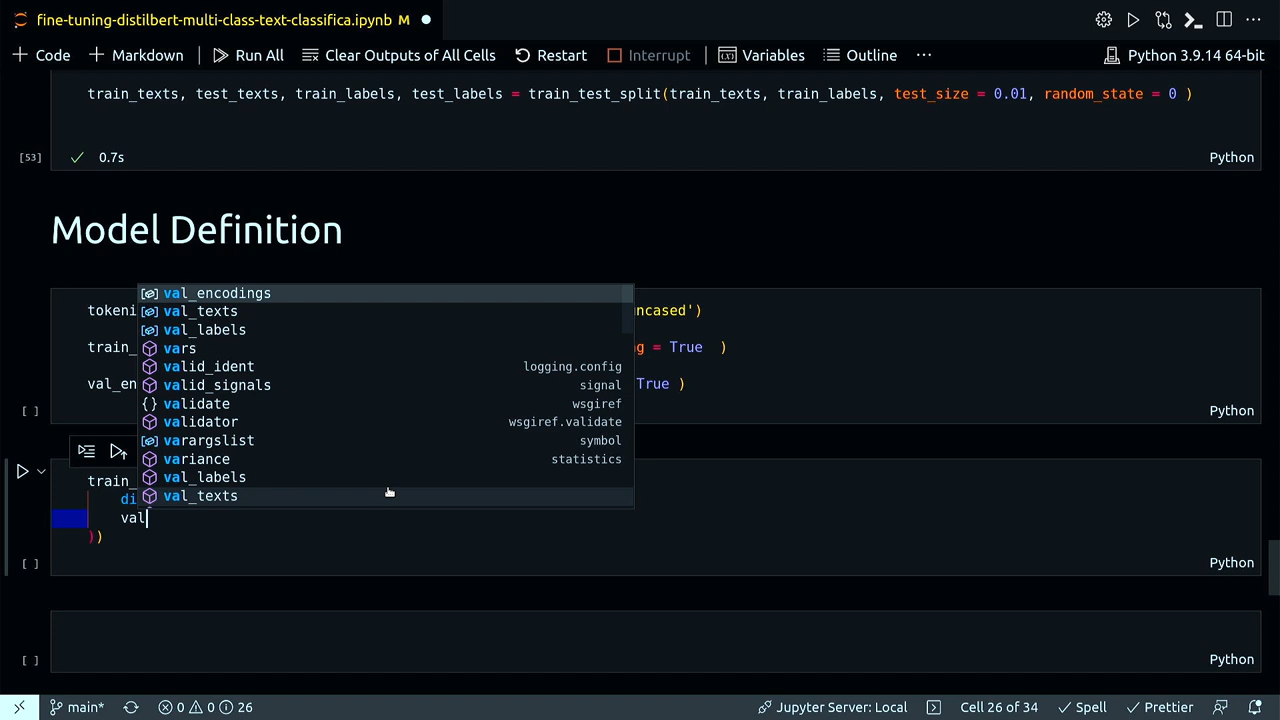 fine-tuning-distilbert-multi-class-text-classifica.ipynb M
Code Markdown Run All Clear Outputs of All Cells Restart Interrupt Variables Outline ··· Python 3.9.14 64-bit
train_texts, test_texts, train_labels, test_labels = train_test_split(train_texts, train_labels, test_size = 0.01, random_state = 0 )
[53] 0.7s Python
Model Definition
val_encodings
tokeni ncased')
val_texts
val_labels
train_ g = True )
vars
valid_ident logging.config
val_en True )
valid_signals signal
validate wsgiref
[ ] Python
validator wsgiref.validate
varargslist symbol
variance statistics
train_
val_labels
di
val_texts
val
))
[ ] Python
[ ] Python
main* 0 0 26 Jupyter Server: Local Cell 26 of 34 Spell Prettier